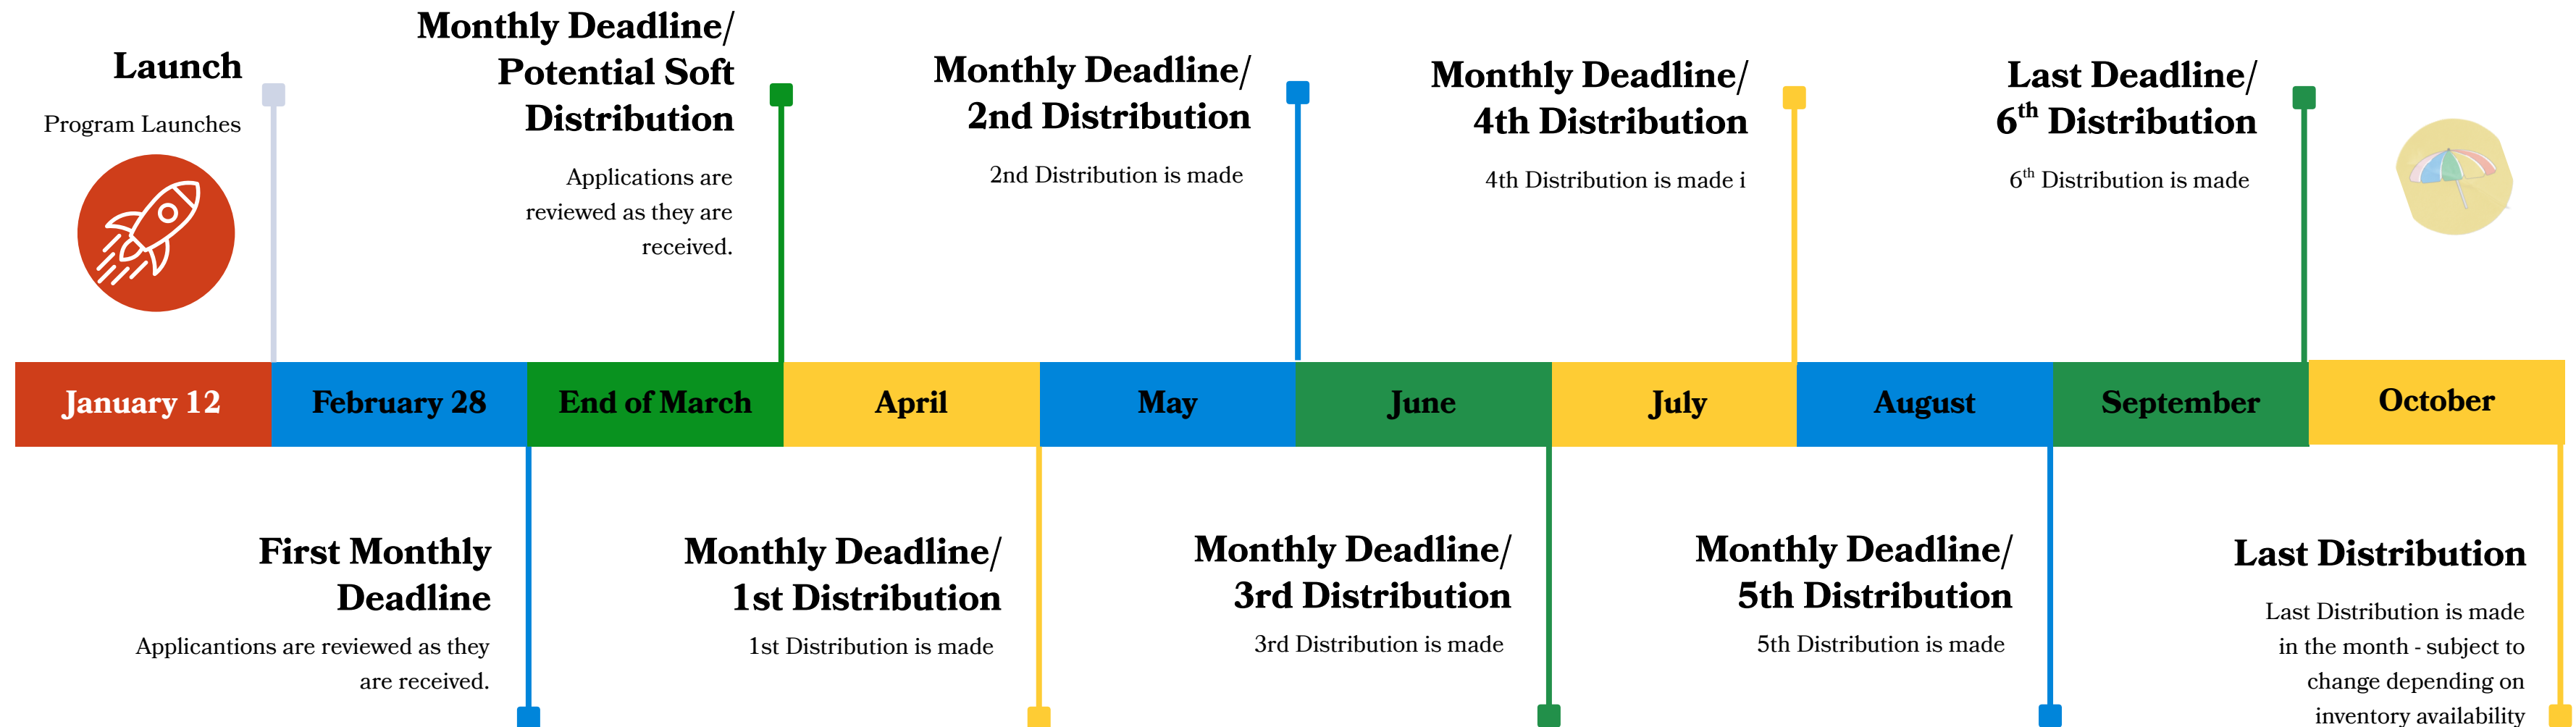 Launch
Program Launches
Monthly Deadline/
Potential Soft
Distribution
Applications are
reviewed as they are
received.
Monthly Deadline/
2nd Distribution
2nd Distribution is made
Monthly Deadline/
4th Distribution
4th Distribution is made i
Last Deadline/
6th Distribution
6th Distribution is made
January 12
February 28
End of March
April
May
June
July
August
September
October
First Monthly
Deadline
Applicantions are reviewed as they
are received.
Monthly Deadline/
1st Distribution
1st Distribution is made
Monthly Deadline/
3rd Distribution
3rd Distribution is made
Monthly Deadline/
5th Distribution
5th Distribution is made
Last Distribution
Last Distribution is made
in the month - subject to
change depending on
inventory availability